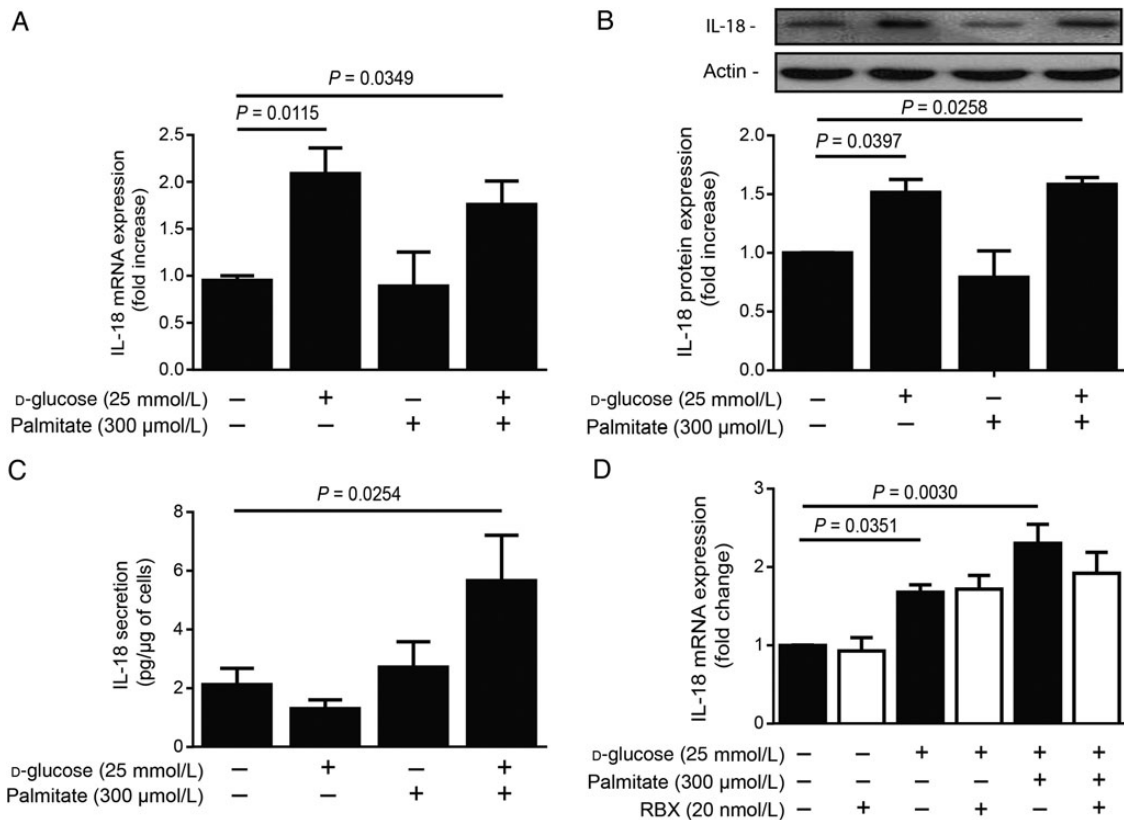 A
P = 0.0349
P = 0.0115
IL-18 mRNA expression
(fold increase)
2.5
2.0
1.5
1.0
0.5
0.0
D-glucose (25 mmol/L) – + – +
Palmitate (300 µmol/L) – – + +
B
IL-18 -
Actin -
P = 0.0258
P = 0.0397
IL-18 protein expression
(fold increase)
2.0
1.5
1.0
0.5
0.0
D-glucose (25 mmol/L) – + – +
Palmitate (300 µmol/L) – – + +
C
P = 0.0254
IL-18 secretion
(pg/µg of cells)
8
6
4
2
0
D-glucose (25 mmol/L) – + – +
Palmitate (300 µmol/L) – – + +
D
P = 0.0030
P = 0.0351
IL-18 mRNA expression
(fold change)
3
2
1
0
D-glucose (25 mmol/L) – – + + + +
Palmitate (300 µmol/L) – – – – + +
RBX (20 nmol/L) – + – + – +